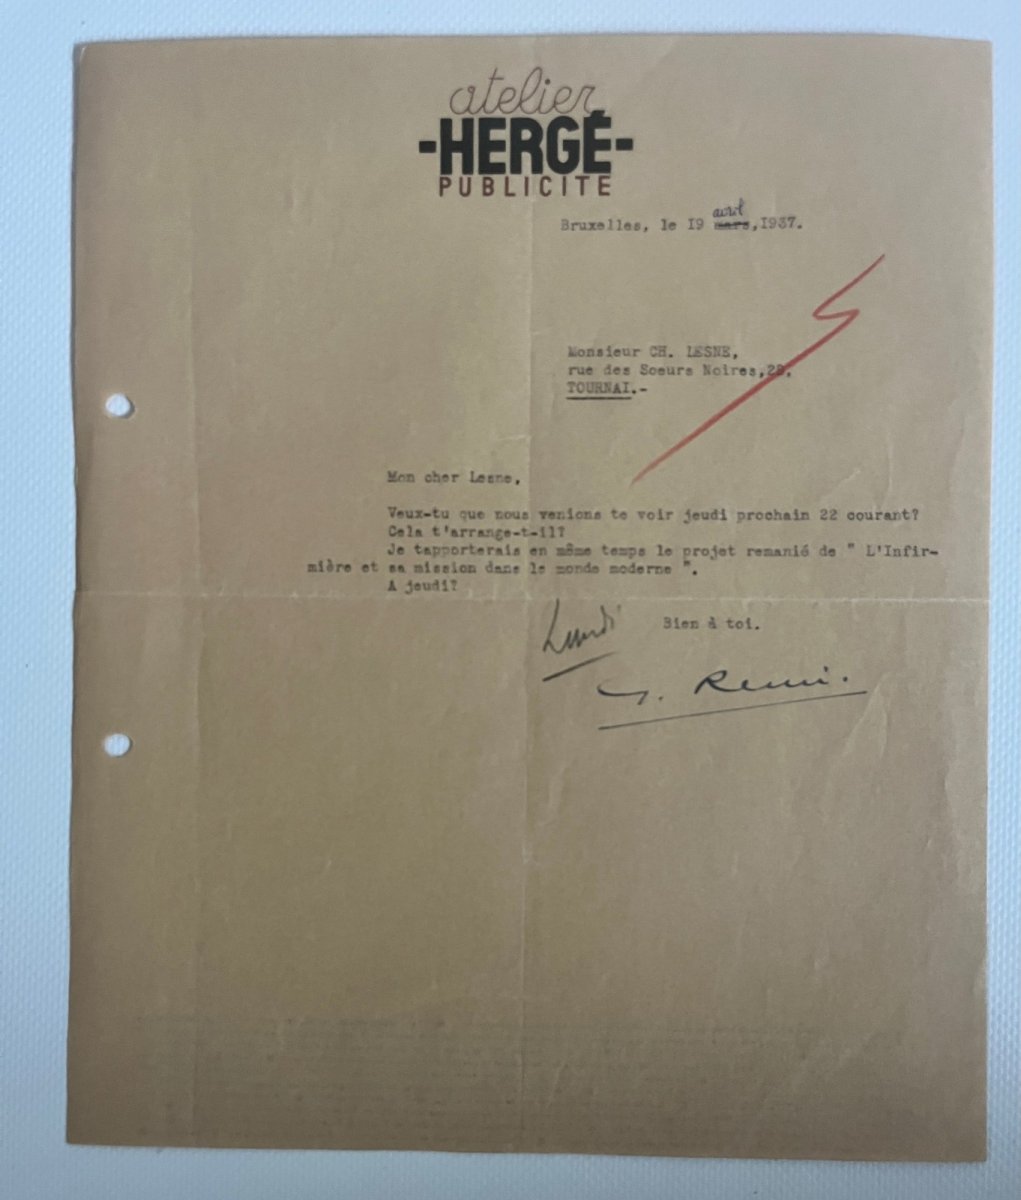 atelier
-HERGÉ-
PUBLICITE
avril
Bruxelles, le 19 mars,1937.
Monsieur CH. LESNE,
rue des Soeurs Noires,28,
TOURNAI.-
Mon cher Lesne,
Veux-tu que nous venions te voir jeudi prochain 22 courant?
Cela t'arrange-t-il?
Je tapporterais en même temps le projet remanié de " L'Infir-
mière et sa mission dans le monde moderne ".
A jeudi?
Lundi
Bien à toi.
G. Remi.